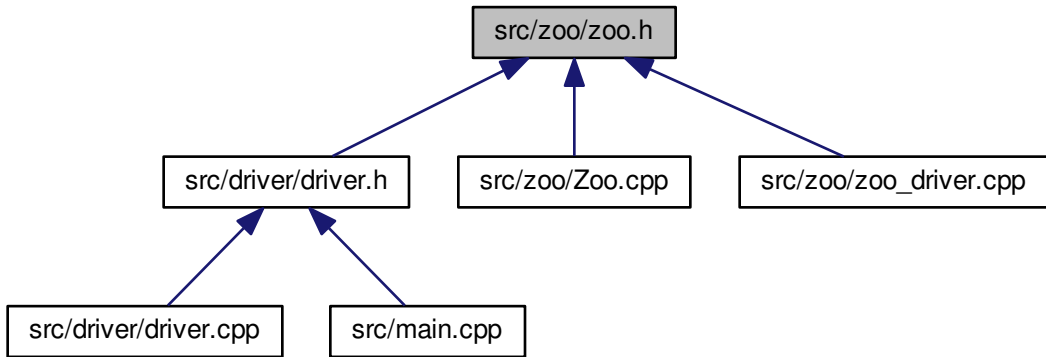 src/zoo/zoo.h
src/driver/driver.h
src/zoo/Zoo.cpp
src/zoo/zoo_driver.cpp
src/driver/driver.cpp
src/main.cpp